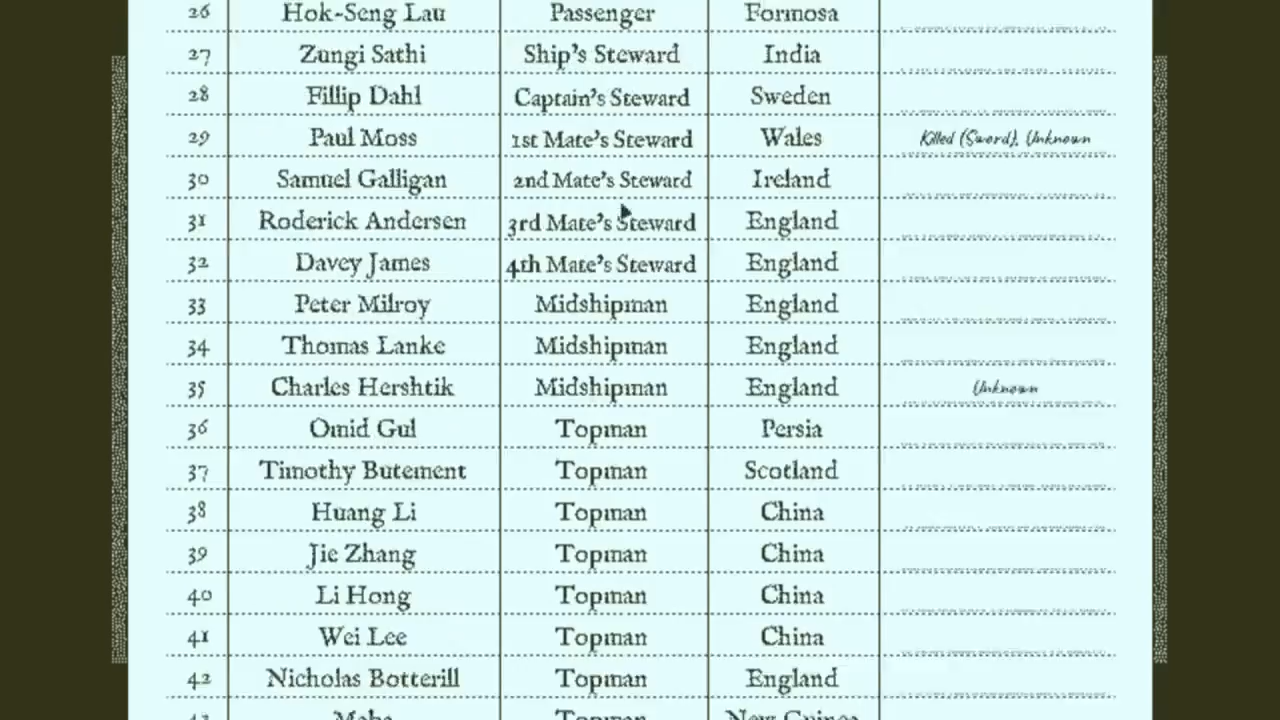 26 Hok-Seng Lau Passenger Formosa
27 Zungi Sathi Ship's Steward India
28 Fillip Dahl Captain's Steward Sweden
29 Paul Moss 1st Mate's Steward Wales Killed (Sword), Unknown
30 Samuel Galligan 2nd Mate's Steward Ireland
31 Roderick Andersen 3rd Mate's Steward England
32 Davey James 4th Mate's Steward England
33 Peter Milroy Midshipman England
34 Thomas Lanke Midshipman England
35 Charles Hershtik Midshipman England Unknown
36 Omid Gul Topman Persia
37 Timothy Butement Topman Scotland
38 Huang Li Topman China
39 Jie Zhang Topman China
40 Li Hong Topman China
41 Wei Lee Topman China
42 Nicholas Botterill Topman England
43 Maba Topman New Guinea